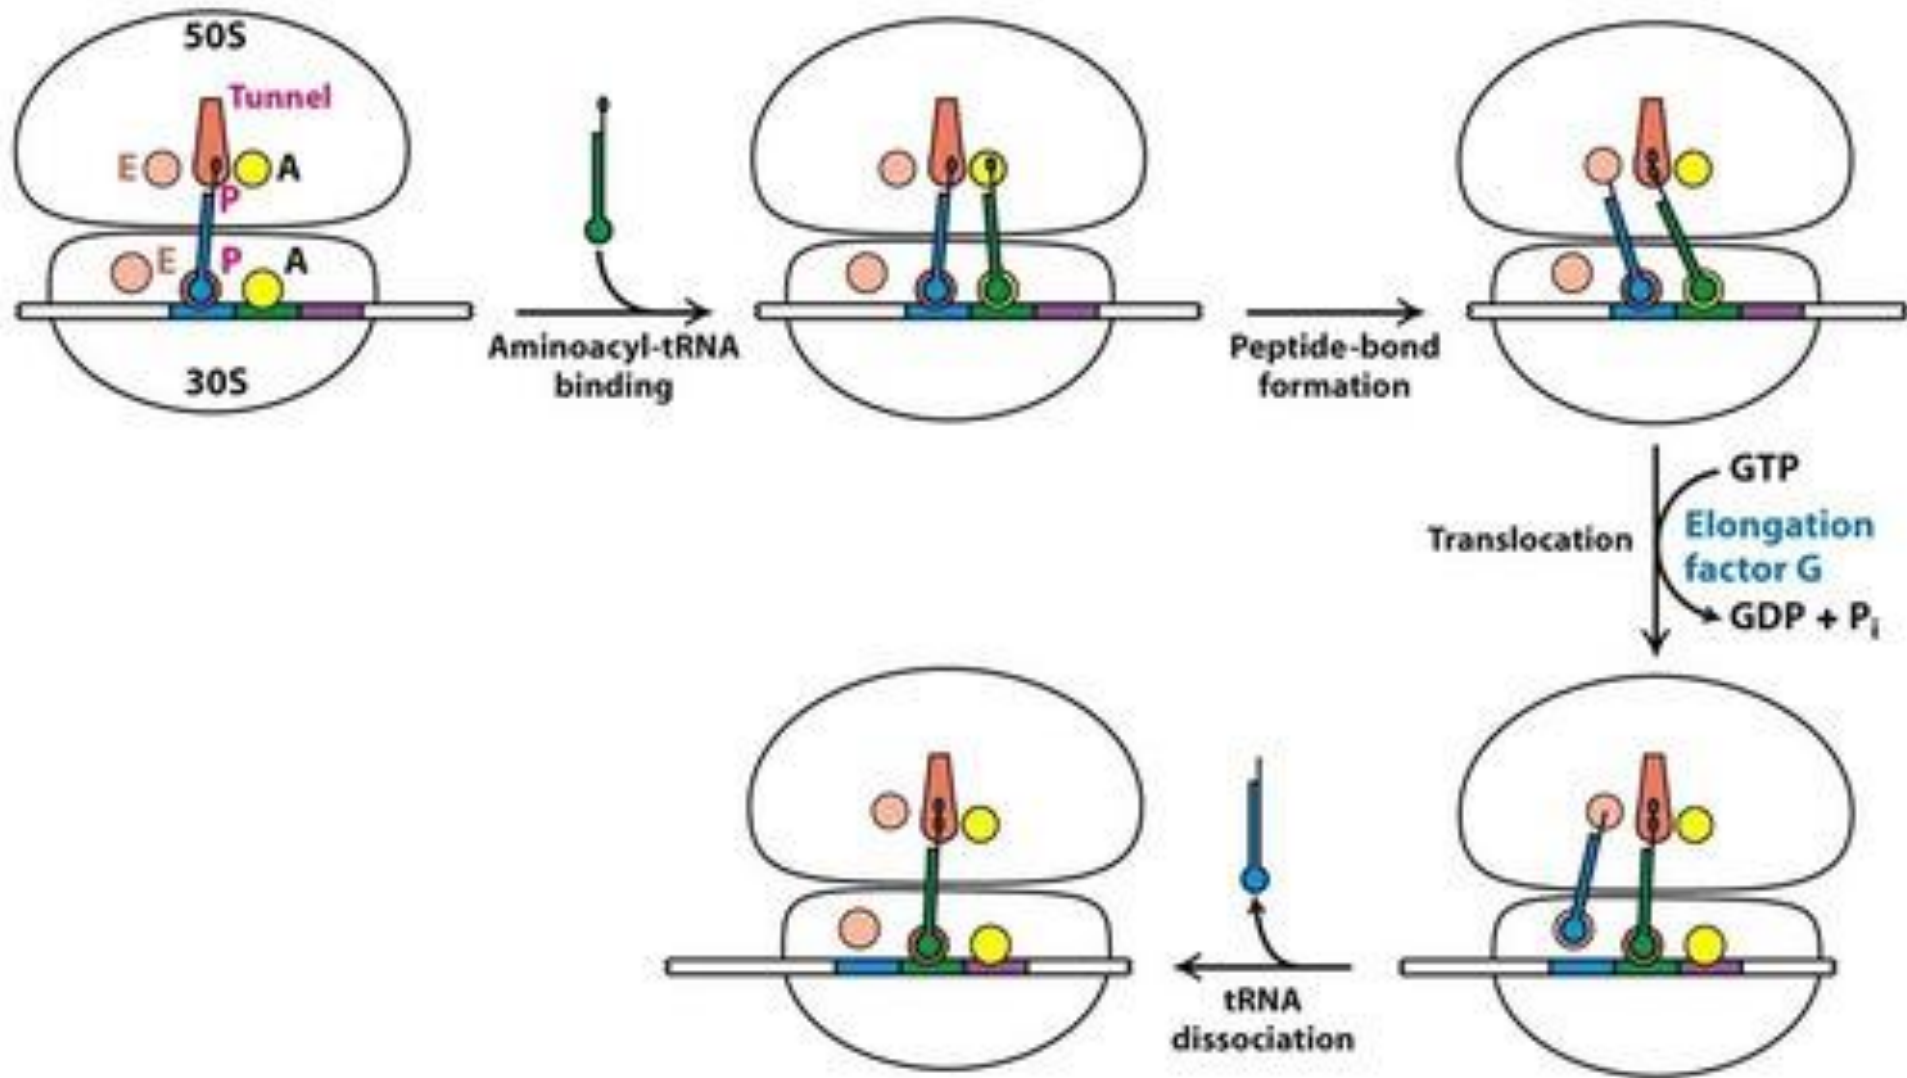 50S
Tunnel
E
A
P
E
P
A
30S
Aminoacyl-tRNA
binding
Peptide-bond
formation
GTP
Translocation
Elongation
factor G
GDP + Pi
tRNA
dissociation